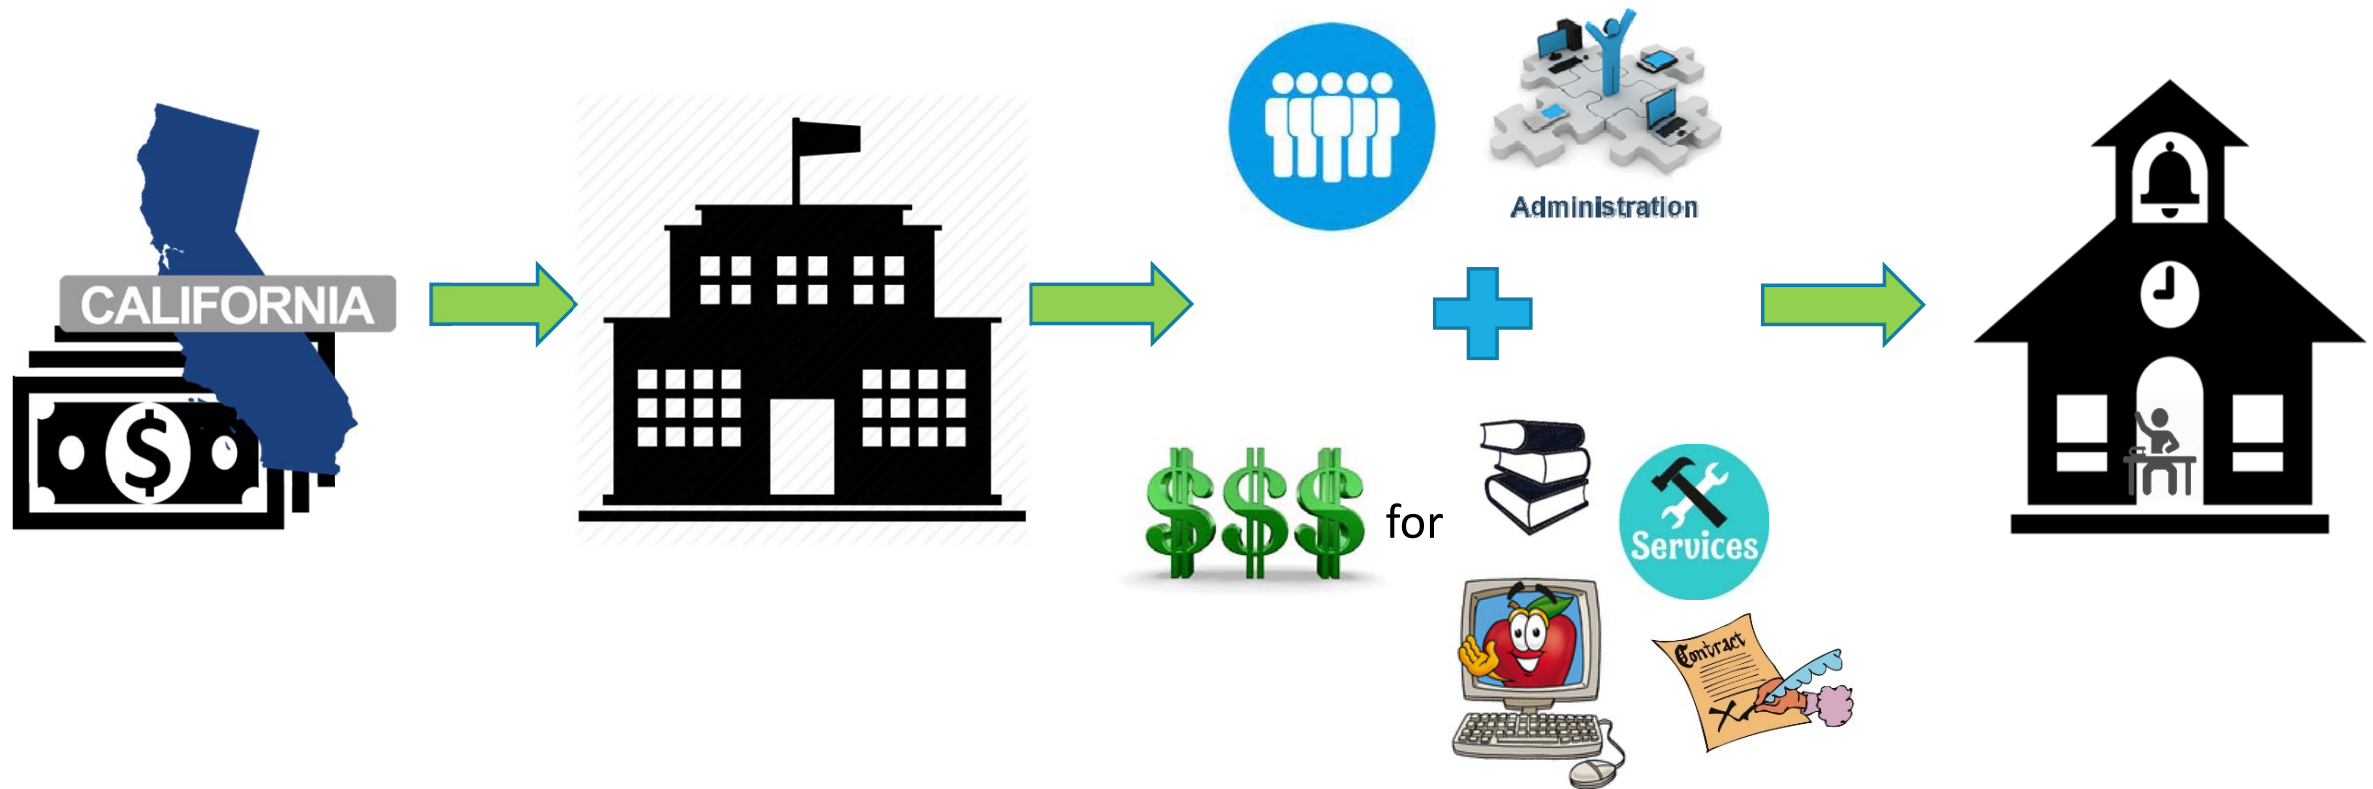 CALIFORNIA
$
Administration
$$$ for
Services
Contract
X